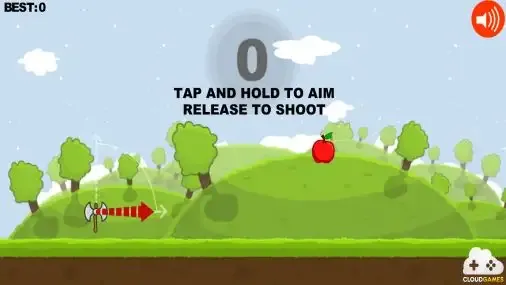 BEST:0
0
TAP AND HOLD TO AIM
RELEASE TO SHOOT
CLOUDGAMES